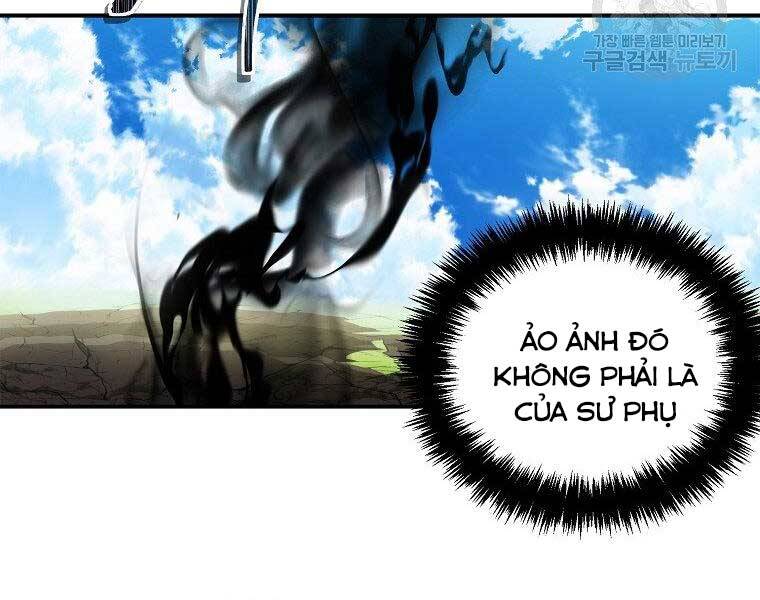 가장 빠른 웹툰 미리보기
구글검색 뉴토끼
ẢO ẢNH ĐÓ
KHÔNG PHẢI LÀ
CỦA SƯ PHỤ